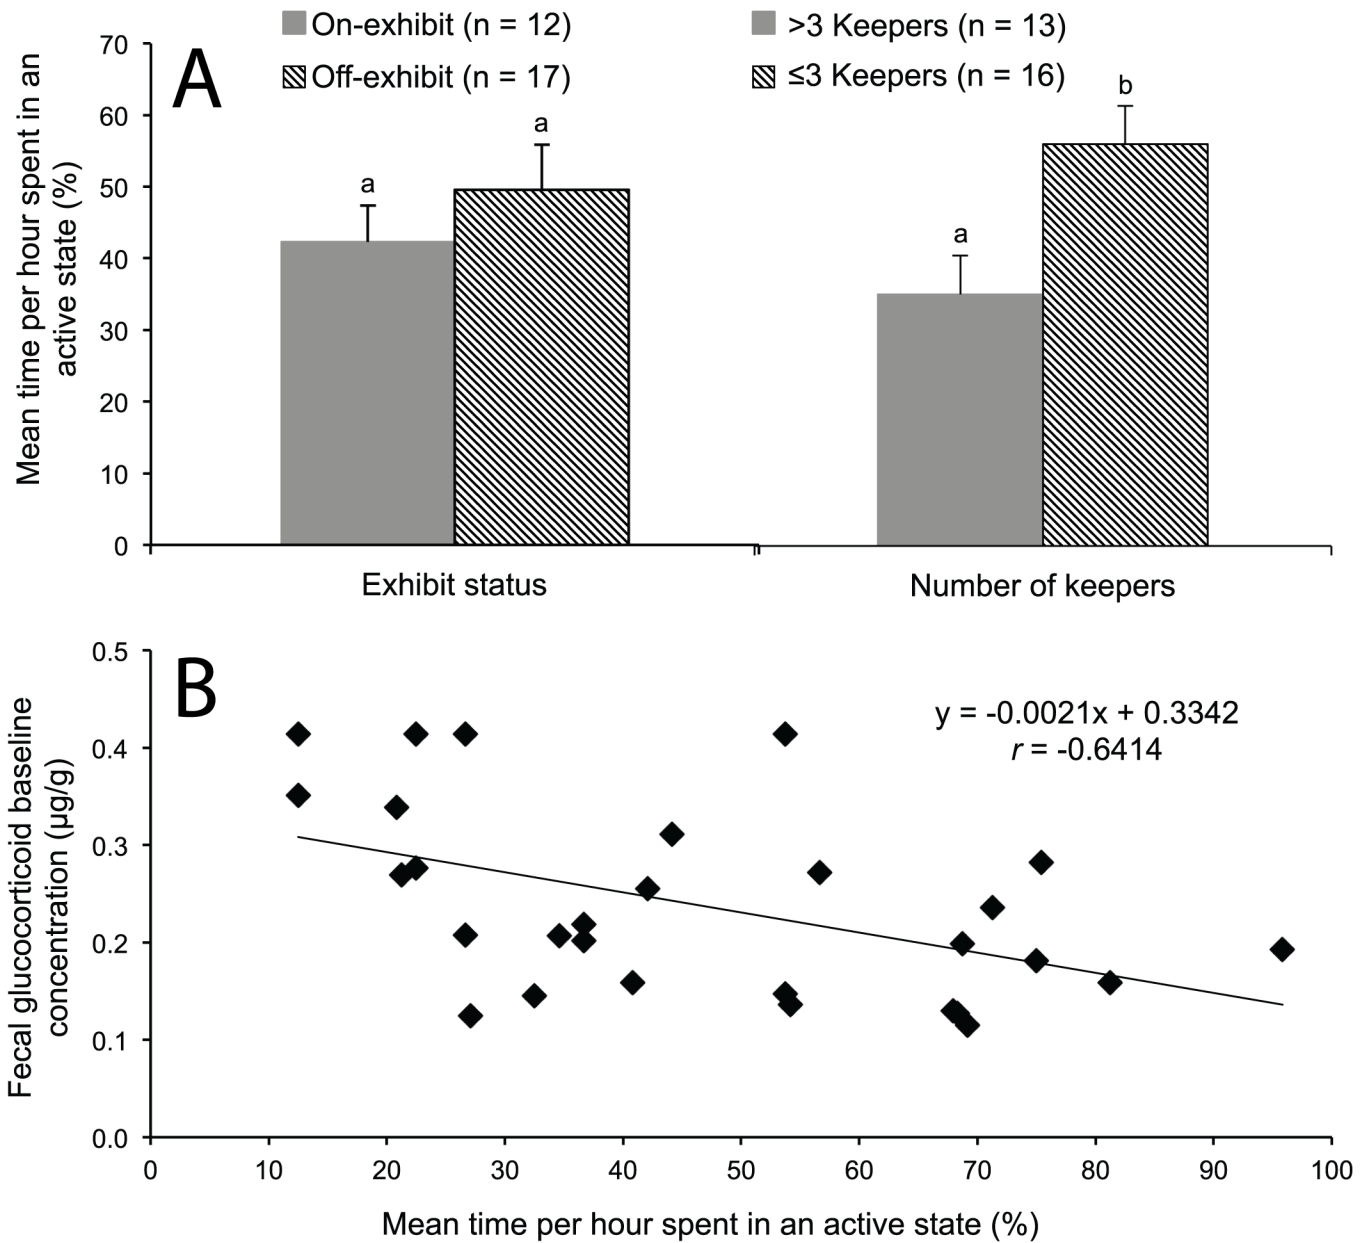 On-exhibit (n = 12)
>3 Keepers (n = 13)
Off-exhibit (n = 17)
≤3 Keepers (n = 16)
A
Mean time per hour spent in an
active state (%)
70
60
50
40
30
20
10
0
a
a
a
b
Exhibit status
Number of keepers
B
Fecal glucocorticoid baseline
concentration (µg/g)
0.5
0.4
0.3
0.2
0.1
0.0
y = -0.0021x + 0.3342
r = -0.6414
0 10 20 30 40 50 60 70 80 90 100
Mean time per hour spent in an active state (%)